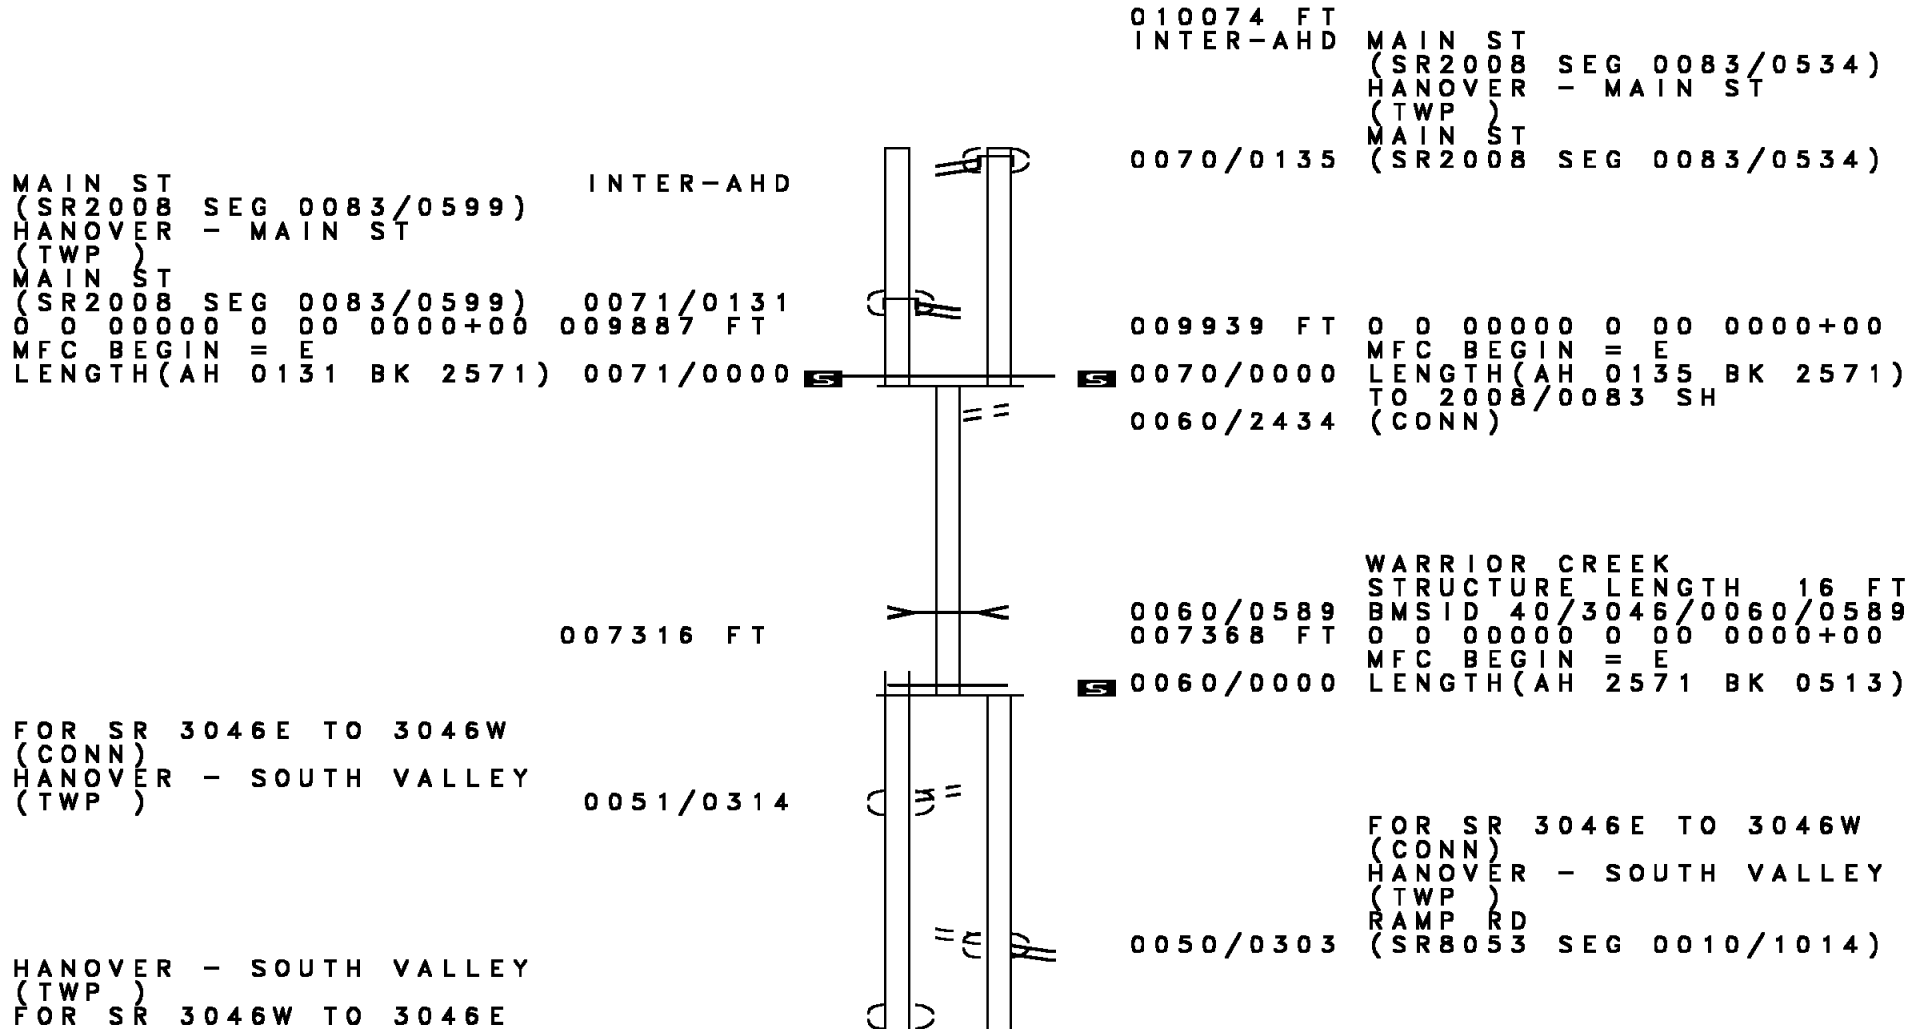 010074 FT
INTER-AHD MAIN ST
(SR2008 SEG 0083/0534)
HANOVER - MAIN ST
(TWP )
MAIN ST
0070/0135 (SR2008 SEG 0083/0534)
MAIN ST INTER-AHD
(SR2008 SEG 0083/0599)
HANOVER - MAIN ST
(TWP )
MAIN ST
(SR2008 SEG 0083/0599) 0071/0131
0 0 00000 0 00 0000+00 009887 FT
MFC BEGIN = E
LENGTH(AH 0131 BK 2571) 0071/0000 S
009939 FT 0 0 00000 0 00 0000+00
MFC BEGIN = E
S 0070/0000 LENGTH(AH 0135 BK 2571)
TO 2008/0083 SH
0060/2434 (CONN)
WARRIOR CREEK
STRUCTURE LENGTH 16 FT
0060/0589 BMSID 40/3046/0060/0589
007316 FT
007368 FT 0 0 00000 0 00 0000+00
MFC BEGIN = E
S 0060/0000 LENGTH(AH 2571 BK 0513)
FOR SR 3046E TO 3046W
(CONN)
HANOVER - SOUTH VALLEY
(TWP ) 0051/0314
FOR SR 3046E TO 3046W
(CONN)
HANOVER - SOUTH VALLEY
(TWP )
RAMP RD
0050/0303 (SR8053 SEG 0010/1014)
HANOVER - SOUTH VALLEY
(TWP )
FOR SR 3046W TO 3046E